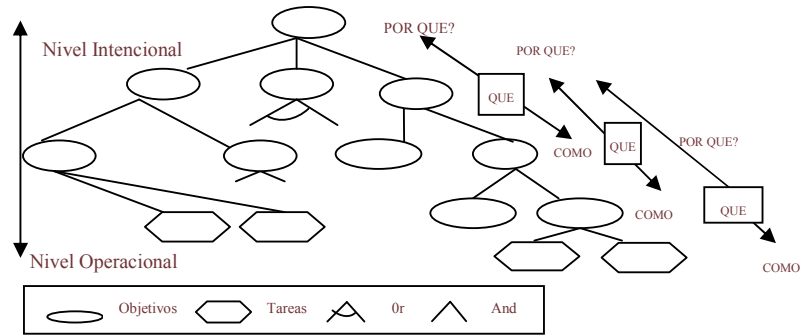 POR QUE?
Nivel Intencional
POR QUE?
QUE
POR QUE?
QUE
COMO
QUE
COMO
Nivel Operacional
COMO
Objetivos Tareas 0r And